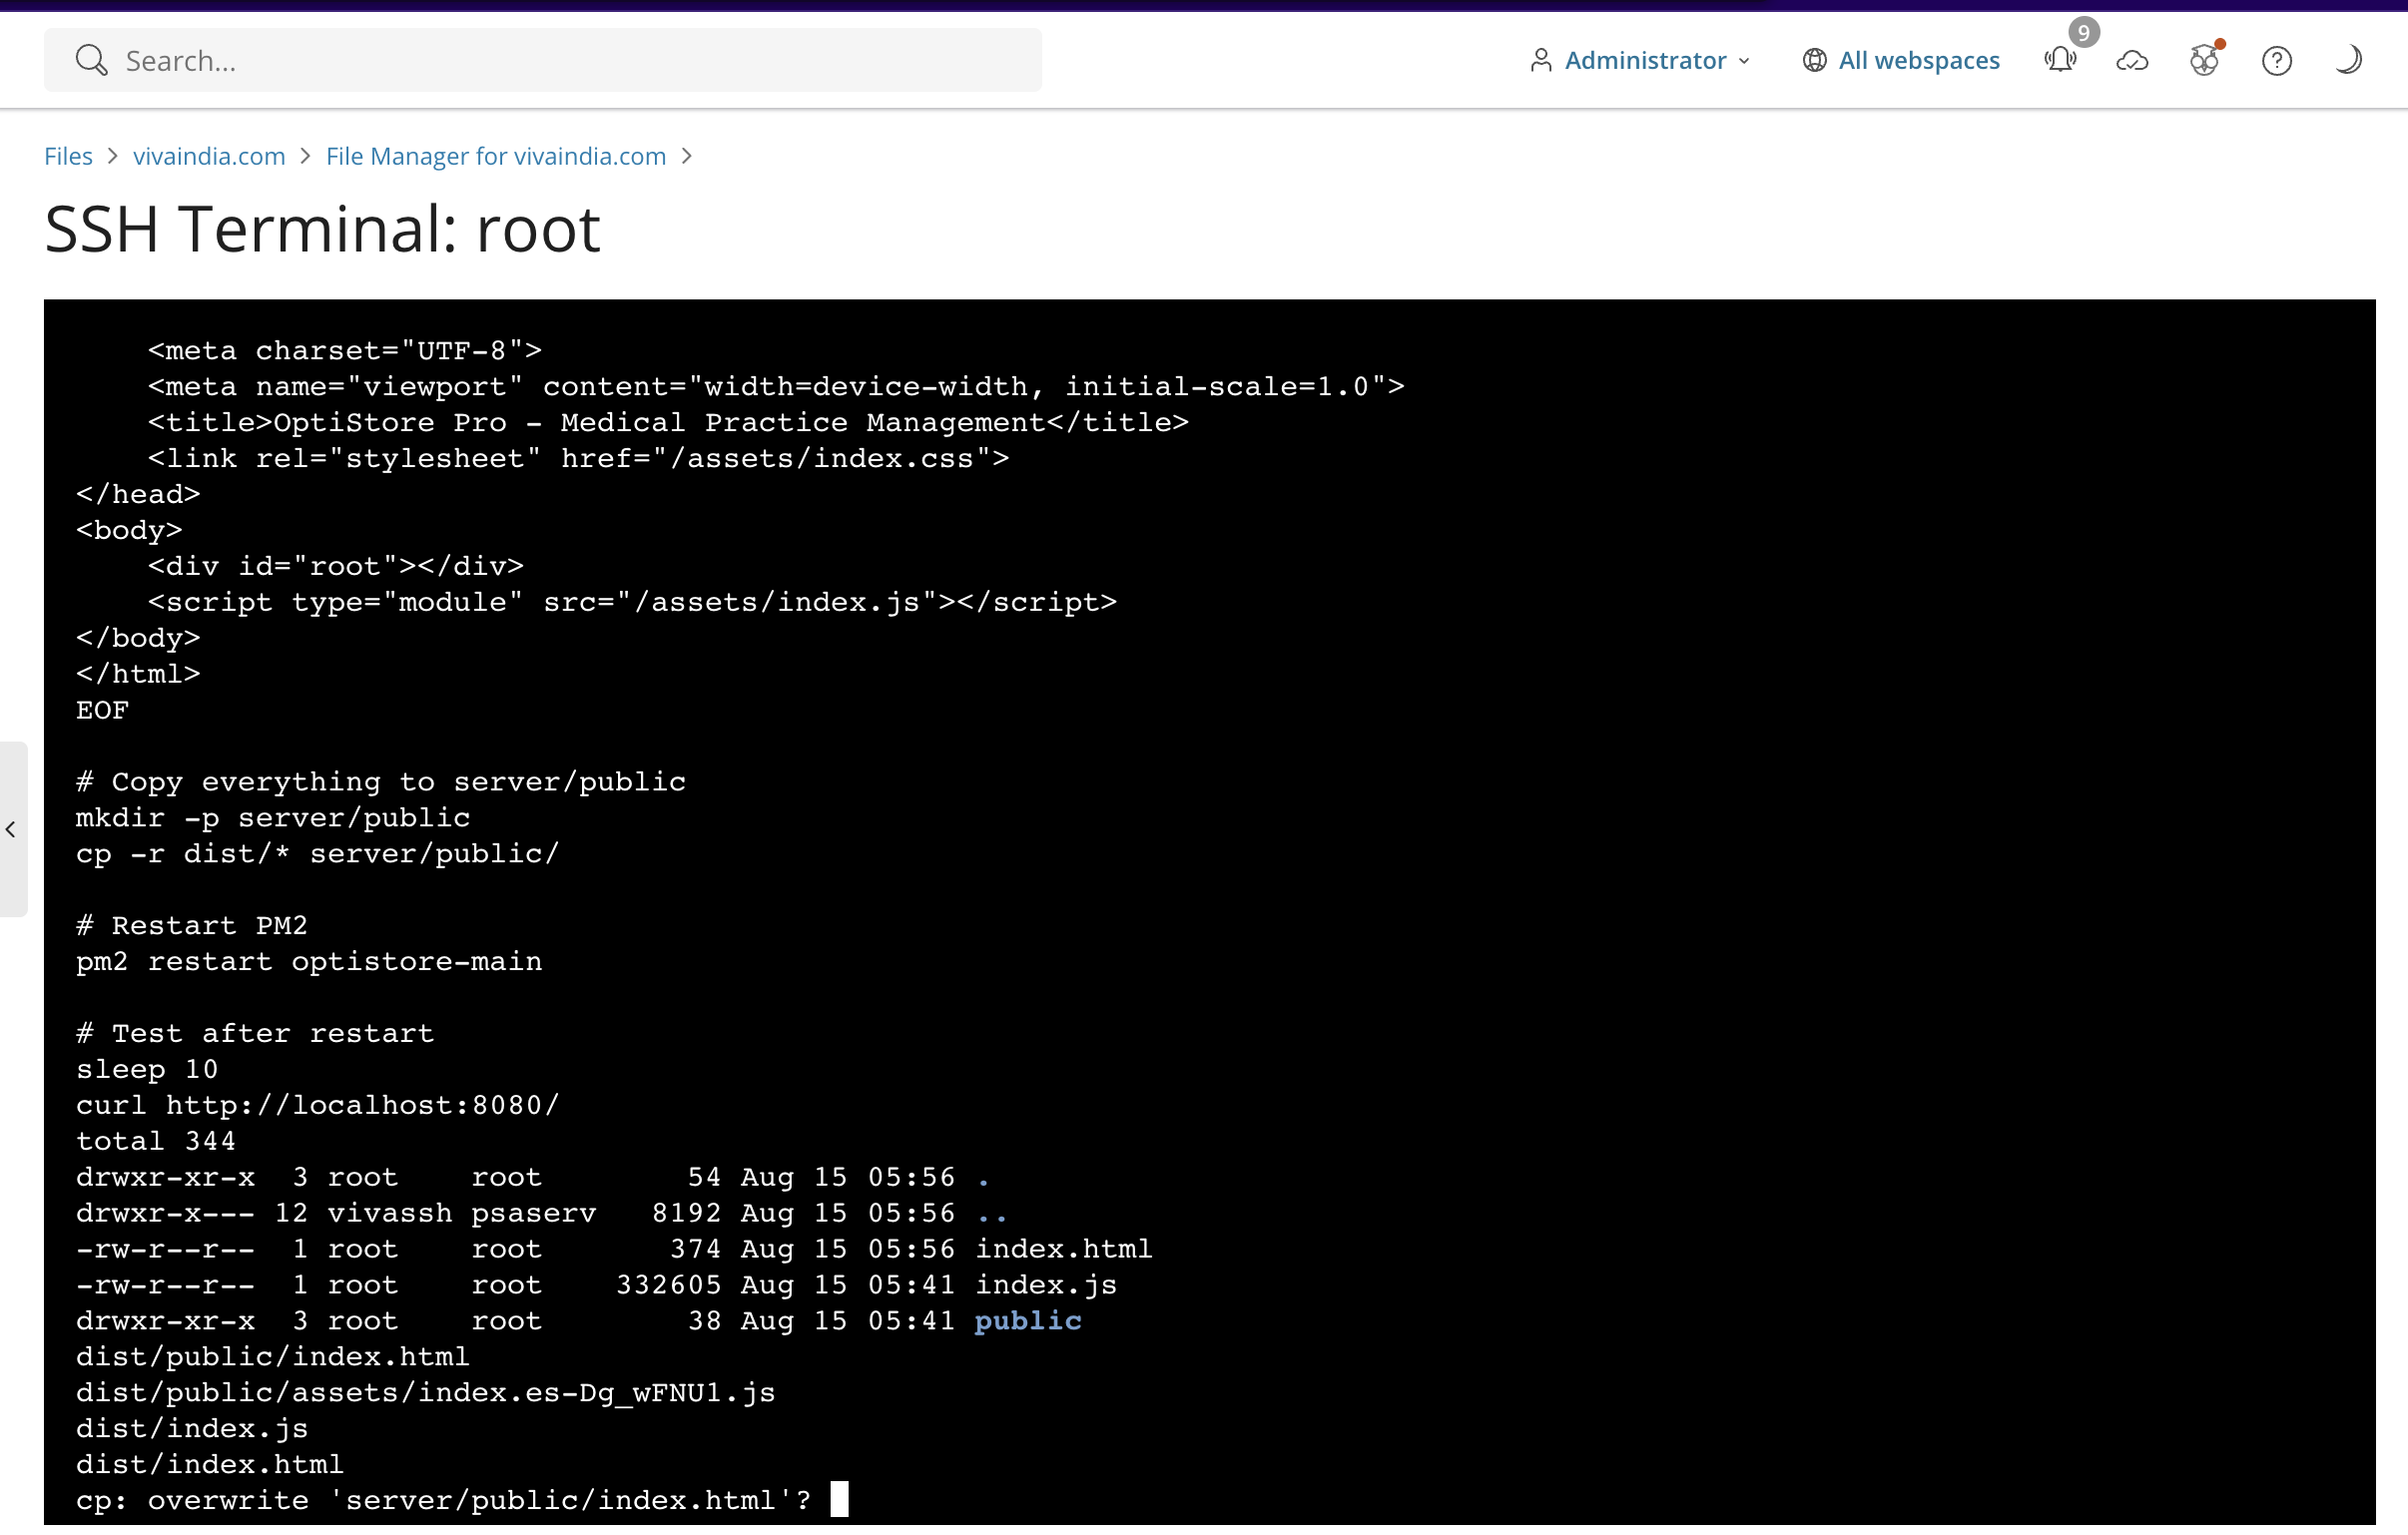 Search...
Administrator
All webspaces
9
Files > vivaindia.com > File Manager for vivaindia.com >
SSH Terminal: root
    <meta charset="UTF-8">
    <meta name="viewport" content="width=device-width, initial-scale=1.0">
    <title>OptiStore Pro - Medical Practice Management</title>
    <link rel="stylesheet" href="/assets/index.css">
</head>
<body>
    <div id="root"></div>
    <script type="module" src="/assets/index.js"></script>
</body>
</html>
EOF

# Copy everything to server/public
mkdir -p server/public
cp -r dist/* server/public/

# Restart PM2
pm2 restart optistore-main

# Test after restart
sleep 10
curl http://localhost:8080/
total 344
drwxr-xr-x  3 root    root        54 Aug 15 05:56 .
drwxr-x--- 12 vivassh psaserv   8192 Aug 15 05:56 ..
-rw-r--r--  1 root    root       374 Aug 15 05:56 index.html
-rw-r--r--  1 root    root    332605 Aug 15 05:41 index.js
drwxr-xr-x  3 root    root        38 Aug 15 05:41 public
dist/public/index.html
dist/public/assets/index.es-Dg_wFNU1.js
dist/index.js
dist/index.html
cp: overwrite 'server/public/index.html'?